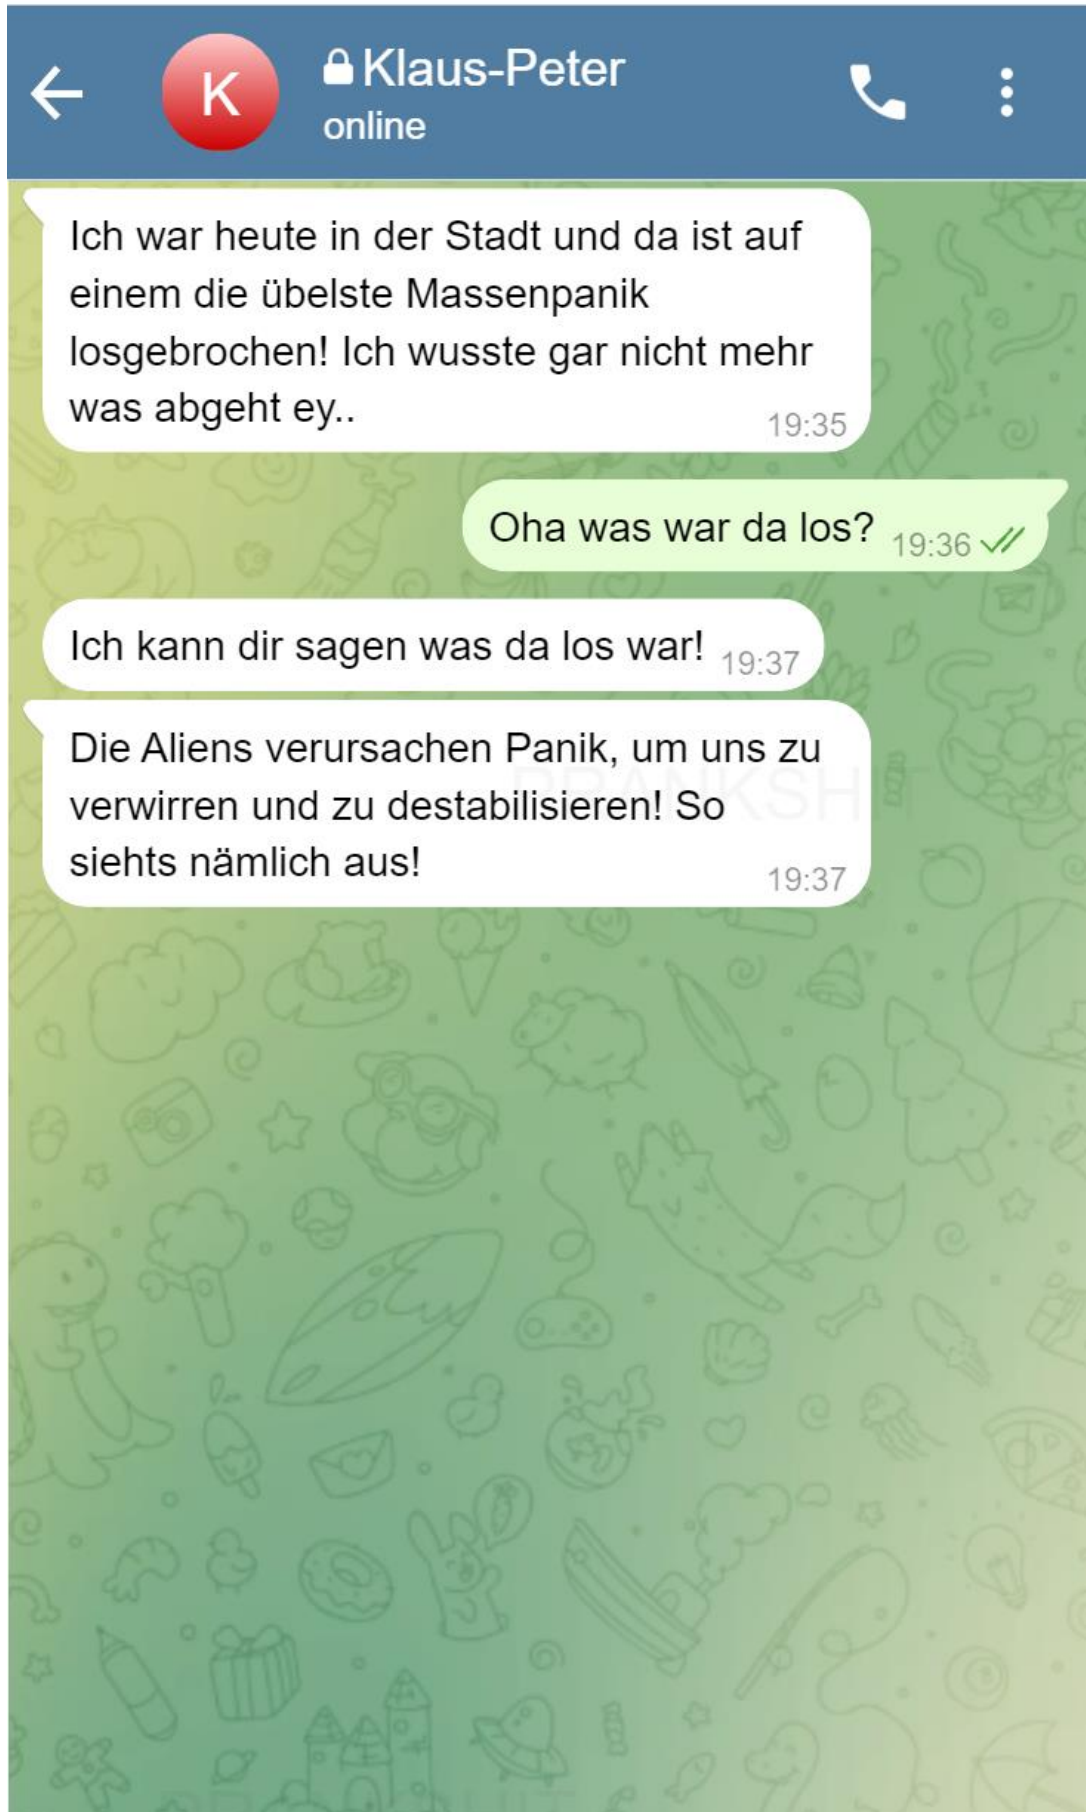 K
Klaus-Peter
online
Ich war heute in der Stadt und da ist auf
einem die übelste Massenpanik
losgebrochen! Ich wusste gar nicht mehr
was abgeht ey..
19:35
Oha was war da los?
19:36
Ich kann dir sagen was da los war!
19:37
Die Aliens verursachen Panik, um uns zu
verwirren und zu destabilisieren! So
siehts nämlich aus!
19:37
PRANKSHIT